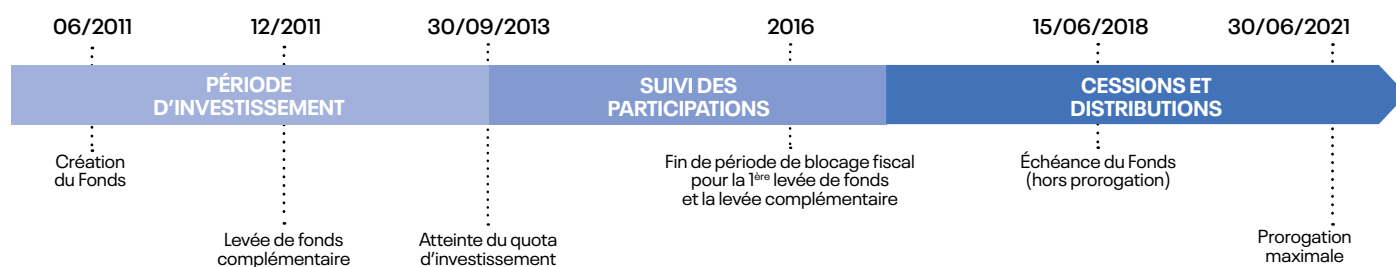 06/2011
12/2011
30/09/2013
2016
15/06/2018
30/06/2021
PÉRIODE
D'INVESTISSEMENT
SUIVI DES
PARTICIPATIONS
CESSIONS ET
DISTRIBUTIONS
Création
du Fonds
Fin de période de blocage fiscal
pour la 1ère levée de fonds
et la levée complémentaire
Échéance du Fonds
(hors prorogation)
Levée de fonds
complémentaire
Atteinte du quota
d'investissement
Prorogation
maximale